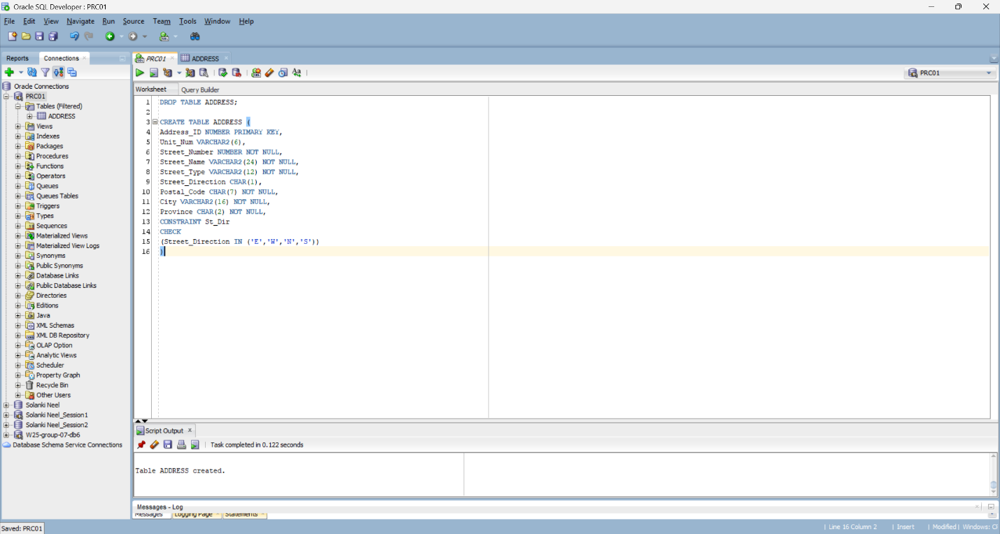 Oracle SQL Developer : PRC01
File Edit View Navigate Run Source Team Tools Window Help
Reports Connections
PRC01 ADDRESS
PRC01
Oracle Connections
PRC01
Tables (Filtered)
ADDRESS
Views
Indexes
Packages
Procedures
Functions
Operators
Queues
Queues Tables
Triggers
Types
Sequences
Materialized Views
Materialized View Logs
Synonyms
Public Synonyms
Database Links
Public Database Links
Directories
Editions
Java
XML Schemas
XML DB Repository
OLAP Option
Analytic Views
Scheduler
Property Graph
Recycle Bin
Other Users
Solanki Neel
Solanki Neel_Session1
Solanki Neel_Session2
W25-group-07-db6
Database Schema Service Connections
Worksheet Query Builder
1 DROP TABLE ADDRESS;
2
3 CREATE TABLE ADDRESS (
4 Address_ID NUMBER PRIMARY KEY,
5 Unit_Num VARCHAR2(6),
6 Street_Number NUMBER NOT NULL,
7 Street_Name VARCHAR2(24) NOT NULL,
8 Street_Type VARCHAR2(12) NOT NULL,
9 Street_Direction CHAR(1),
10 Postal_Code CHAR(7) NOT NULL,
11 City VARCHAR2(16) NOT NULL,
12 Province CHAR(2) NOT NULL,
13 CONSTRAINT St_Dir
14 CHECK
15 (Street_Direction IN ('E','W','N','S'))
16 )
Script Output
Task completed in 0.122 seconds
Table ADDRESS created.
Messages - Log
Messages Logging Page Statements
Saved: PRC01
Line 16 Column 2 Insert Modified Windows: Cl